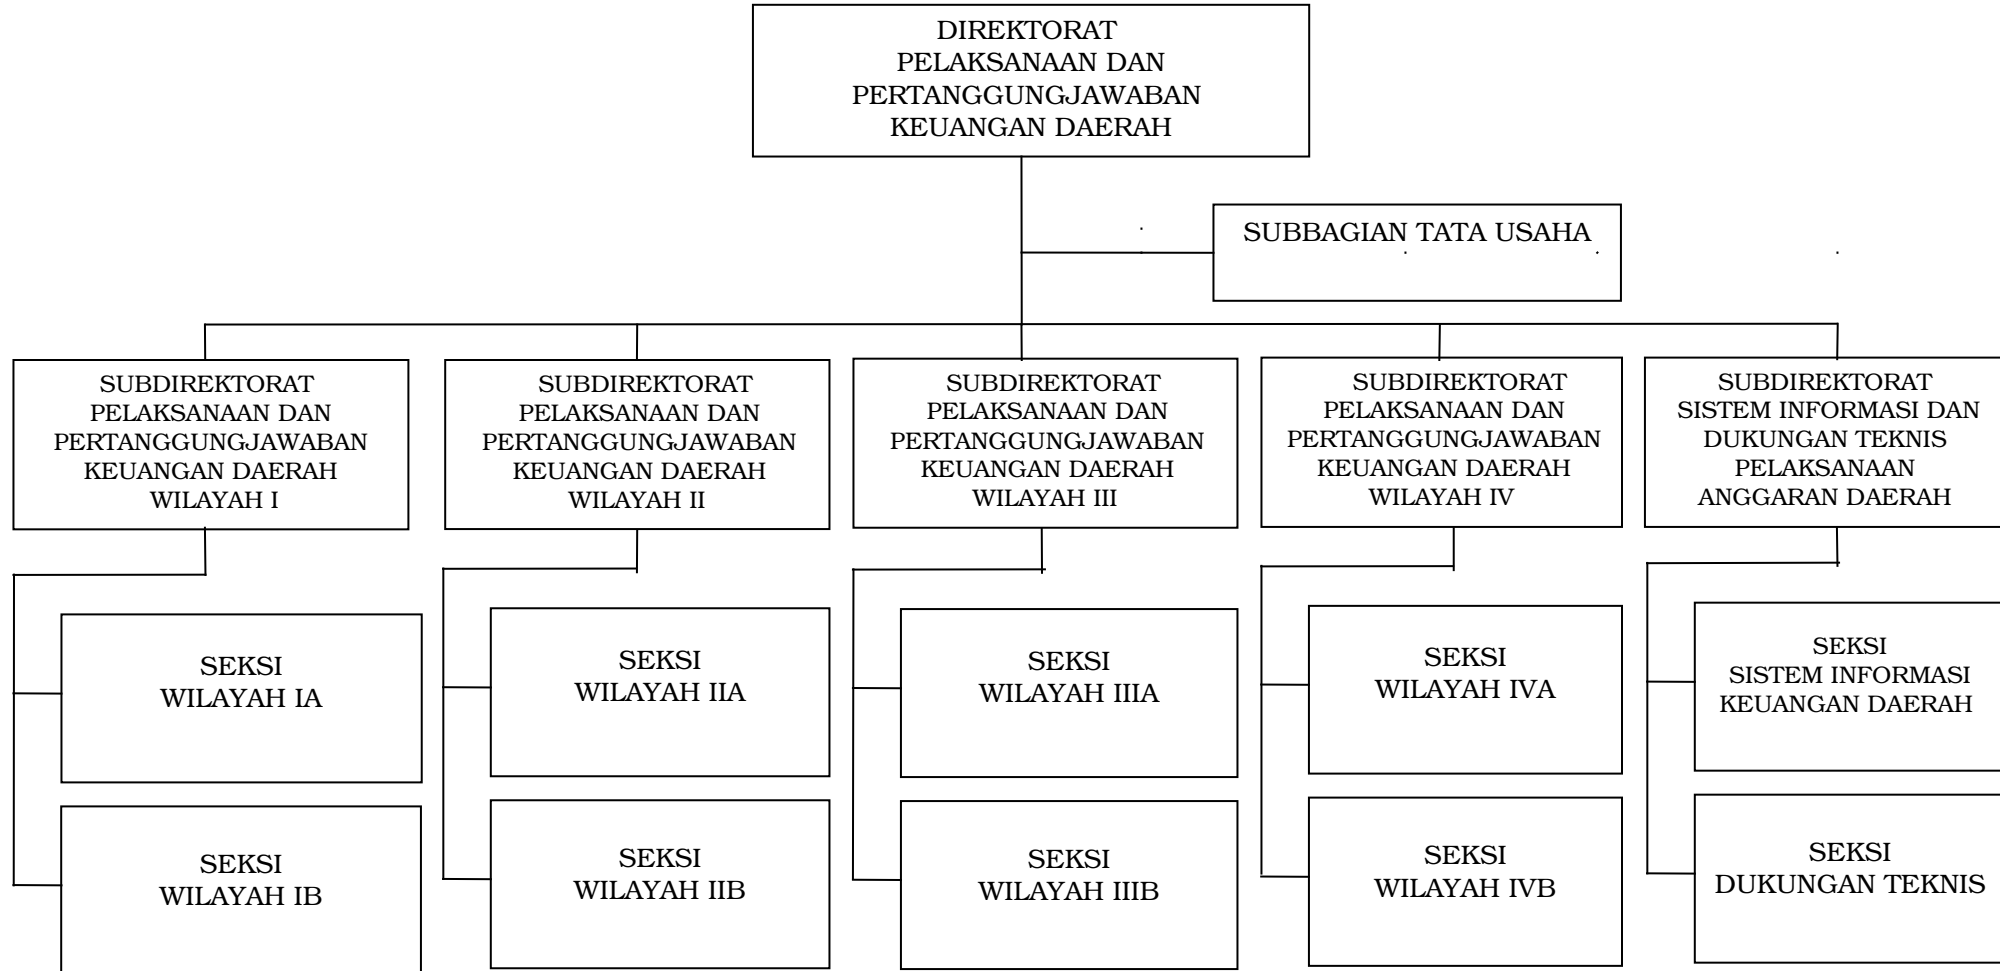 DIREKTORAT
PELAKSANAAN DAN
PERTANGGUNGJAWABAN
KEUANGAN DAERAH
SUBBAGIAN TATA USAHA
SUBDIREKTORAT
PELAKSANAAN DAN
PERTANGGUNGJAWABAN
KEUANGAN DAERAH
WILAYAH I
SUBDIREKTORAT
PELAKSANAAN DAN
PERTANGGUNGJAWABAN
KEUANGAN DAERAH
WILAYAH II
SUBDIREKTORAT
PELAKSANAAN DAN
PERTANGGUNGJAWABAN
KEUANGAN DAERAH
WILAYAH III
SUBDIREKTORAT
PELAKSANAAN DAN
PERTANGGUNGJAWABAN
KEUANGAN DAERAH
WILAYAH IV
SUBDIREKTORAT
SISTEM INFORMASI DAN
DUKUNGAN TEKNIS
PELAKSANAAN
ANGGARAN DAERAH
SEKSI
WILAYAH IA
SEKSI
WILAYAH IIA
SEKSI
WILAYAH IIIA
SEKSI
WILAYAH IVA
SEKSI
SISTEM INFORMASI
KEUANGAN DAERAH
SEKSI
WILAYAH IB
SEKSI
WILAYAH IIB
SEKSI
WILAYAH IIIB
SEKSI
WILAYAH IVB
SEKSI
DUKUNGAN TEKNIS